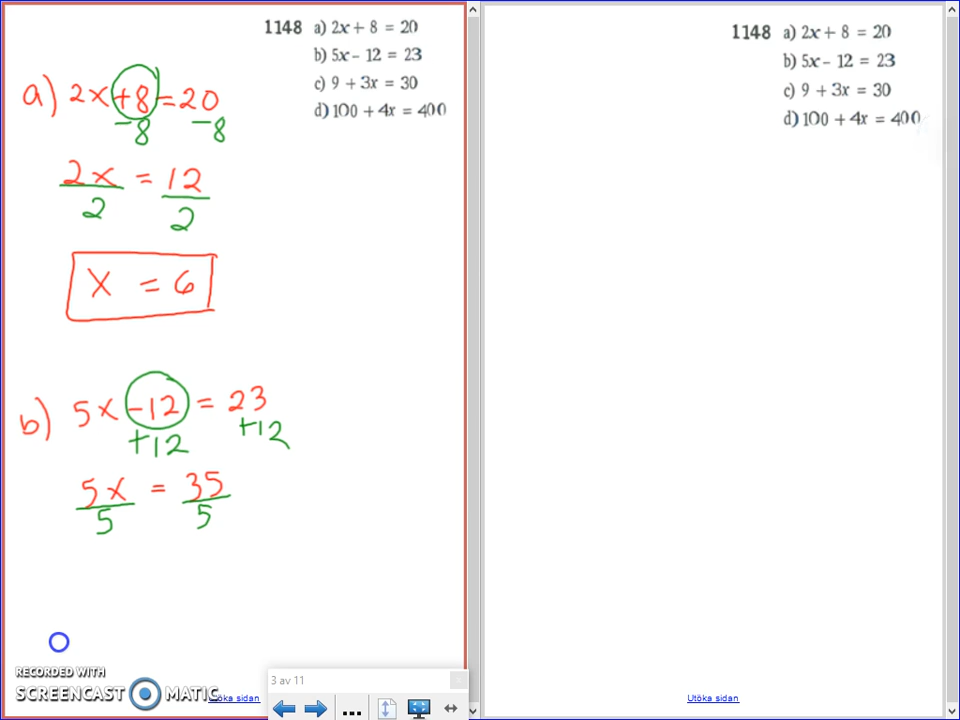 1148 a) 2x + 8 = 20
b) 5x - 12 = 23
c) 9 + 3x = 30
d) 100 + 4x = 400
a) 2x +8 = 20
-8 -8
2x = 12
2 2
x = 6
b) 5x -12 = 23
+12 +12
5x = 35
5 5
RECORDED WITH
SCREENCAST MATIC
Utöka sidan
3 av 11
...
1148 a) 2x + 8 = 20
b) 5x - 12 = 23
c) 9 + 3x = 30
d) 100 + 4x = 400
Utöka sidan